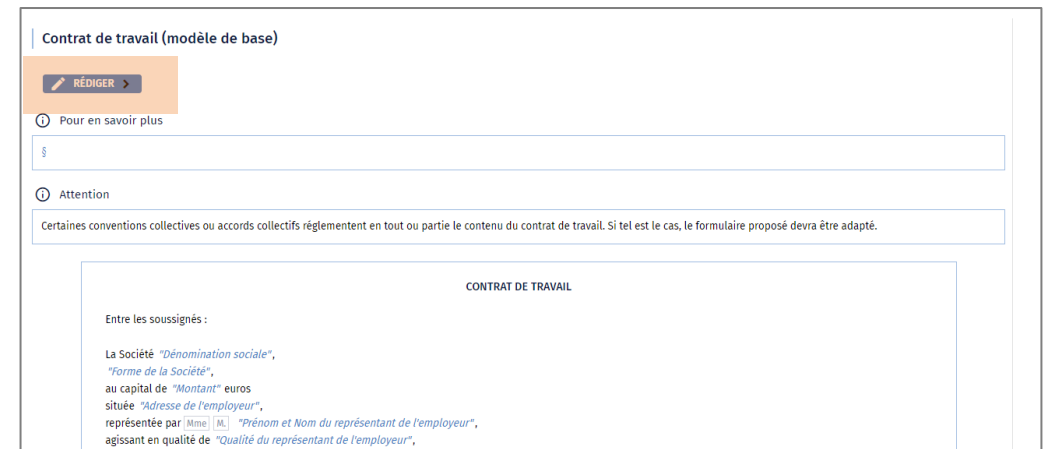 Contrat de travail (modèle de base)
RÉDIGER >
Pour en savoir plus
§
Attention
Certaines conventions collectives ou accords collectifs réglementent en tout ou partie le contenu du contrat de travail. Si tel est le cas, le formulaire proposé devra être adapté.
CONTRAT DE TRAVAIL
Entre les soussignés :
La Société "Dénomination sociale",
"Forme de la Société",
au capital de "Montant" euros
située "Adresse de l'employeur",
représentée par Mme M. "Prénom et Nom du représentant de l'employeur",
agissant en qualité de "Qualité du représentant de l'employeur",